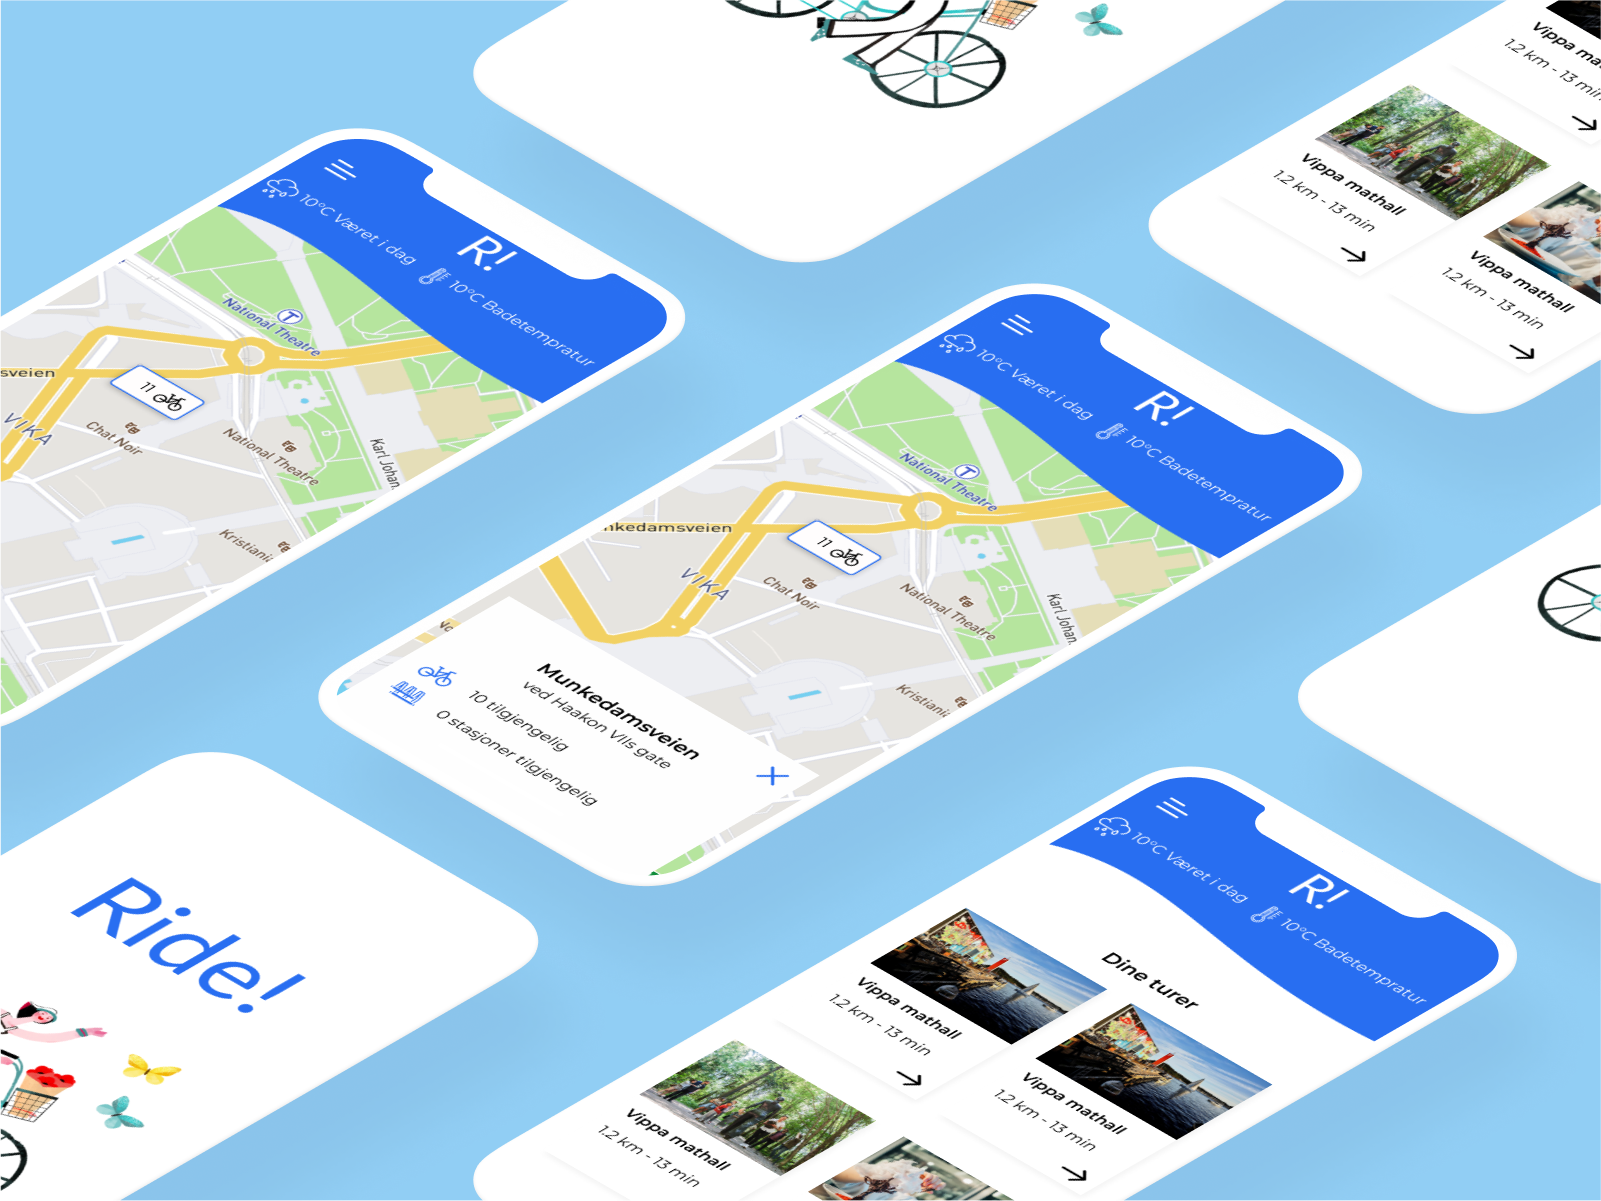 R!
10°C Været i dag
10°C Badetempratur
National Theatre
sveien
11
VIKA
Chat Noir
National Theatre
Karl Johan
Kristiania
R!
10°C Været i dag
10°C Badetempratur
National Theatre
nkedamsveien
11
VIKA
Chat Noir
National Theatre
Karl Johan
Kristiania
Munkedamsveien
ved Haakon VIIs gate
10 tilgjengelig
0 stasjoner tilgjengelig
Vippa ma
1.2 km - 13 min
Vippa mathall
1.2 km - 13 min
Vippa mathall
1.2 km - 13 min
Ride!
R!
10°C Været i dag
10°C Badetempratur
Dine turer
Vippa mathall
1.2 km - 13 min
Vippa mathall
1.2 km - 13 min
Vippa mathall
1.2 km - 13 min